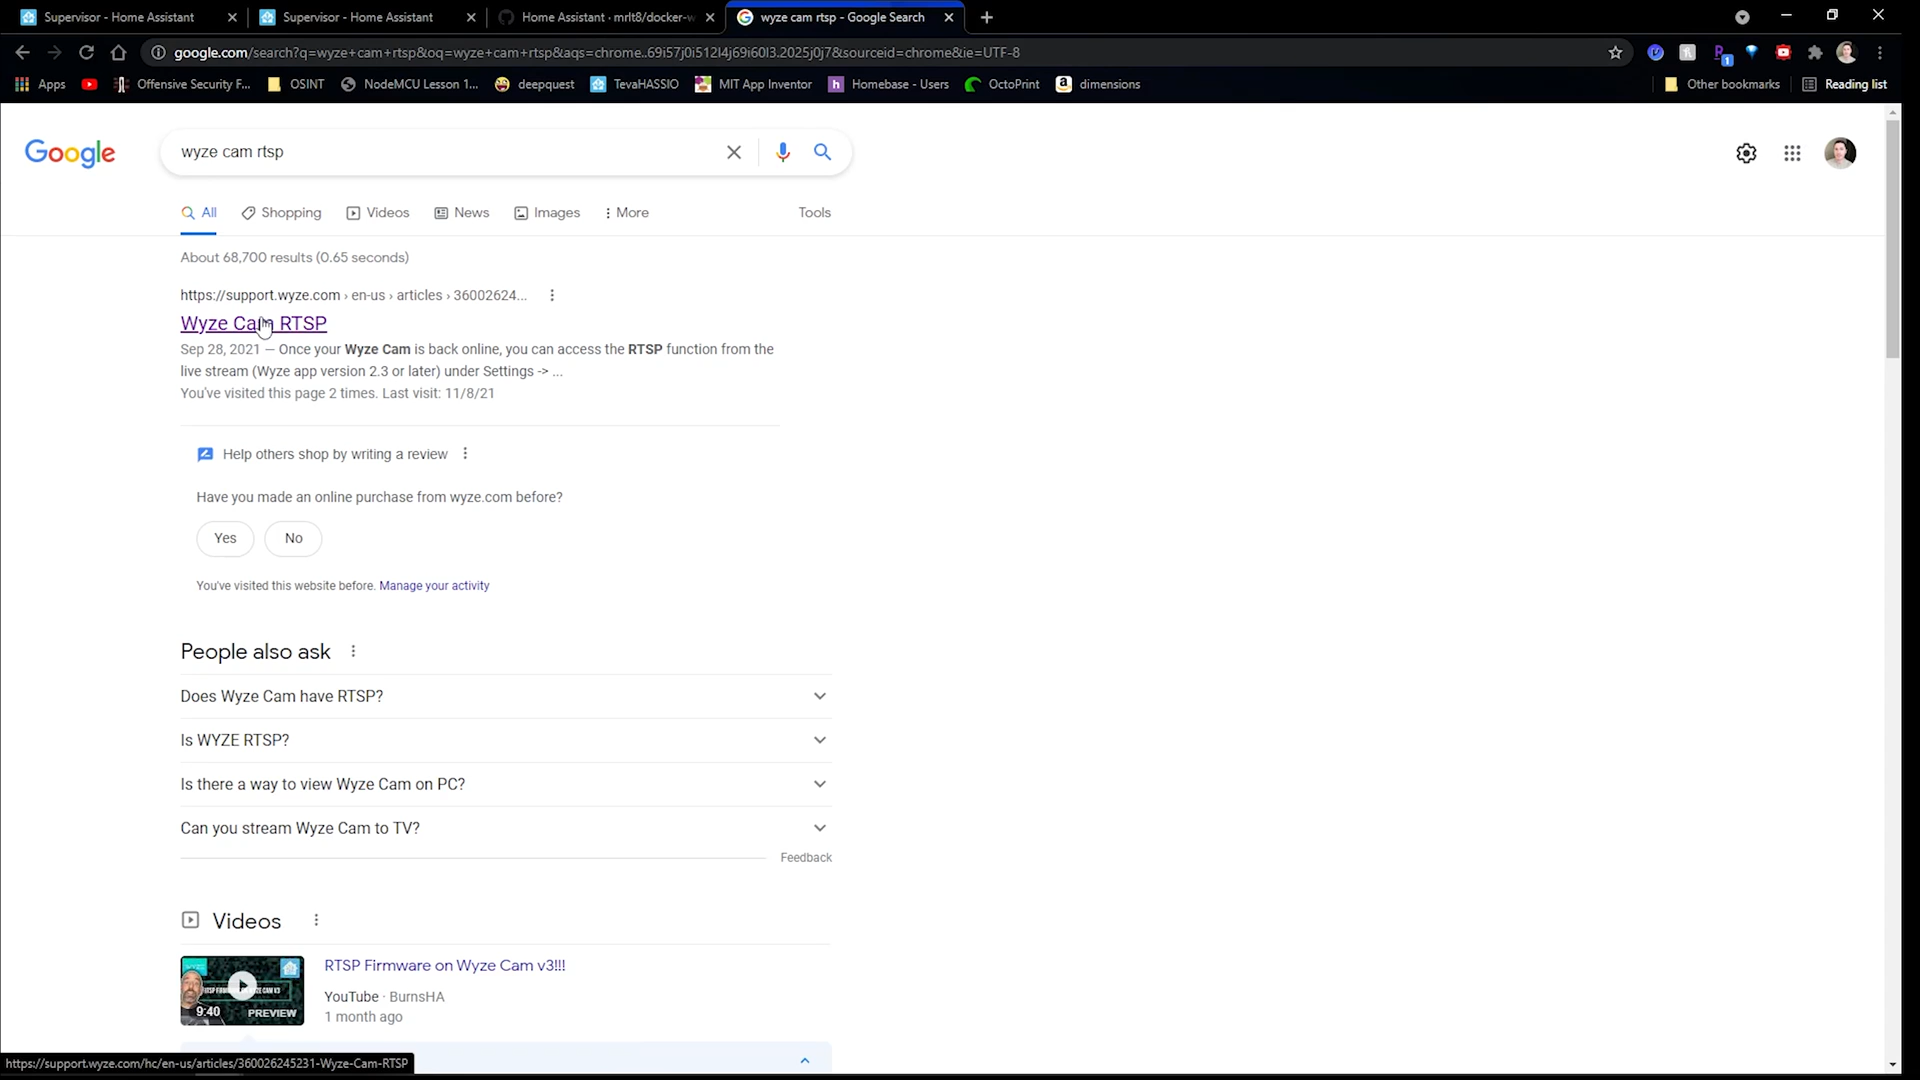 Supervisor - Home Assistant
Supervisor - Home Assistant
Home Assistant · mrlt8/docker-w
wyze cam rtsp - Google Search
google.com/search?q=wyze+cam+rtsp&oq=wyze+cam+rtsp&aqs=chrome..69i57j0i512l4j69i60l3.2025j0j7&sourceid=chrome&ie=UTF-8
Apps
Offensive Security F...
OSINT
NodeMCU Lesson 1...
deepquest
TevaHASSIO
MIT App Inventor
Homebase - Users
OctoPrint
dimensions
Other bookmarks
Reading list
Google
wyze cam rtsp
All
Shopping
Videos
News
Images
More
Tools
About 68,700 results (0.65 seconds)
https://support.wyze.com › en-us › articles › 36002624...
Wyze Cam RTSP
Sep 28, 2021 — Once your Wyze Cam is back online, you can access the RTSP function from the
live stream (Wyze app version 2.3 or later) under Settings -> ...
You've visited this page 2 times. Last visit: 11/8/21
Help others shop by writing a review
Have you made an online purchase from wyze.com before?
Yes
No
You've visited this website before. Manage your activity
People also ask
Does Wyze Cam have RTSP?
Is WYZE RTSP?
Is there a way to view Wyze Cam on PC?
Can you stream Wyze Cam to TV?
Feedback
Videos
9:40
PREVIEW
RTSP Firmware on Wyze Cam v3!!!
YouTube · BurnsHA
1 month ago
https://support.wyze.com/hc/en-us/articles/360026245231-Wyze-Cam-RTSP